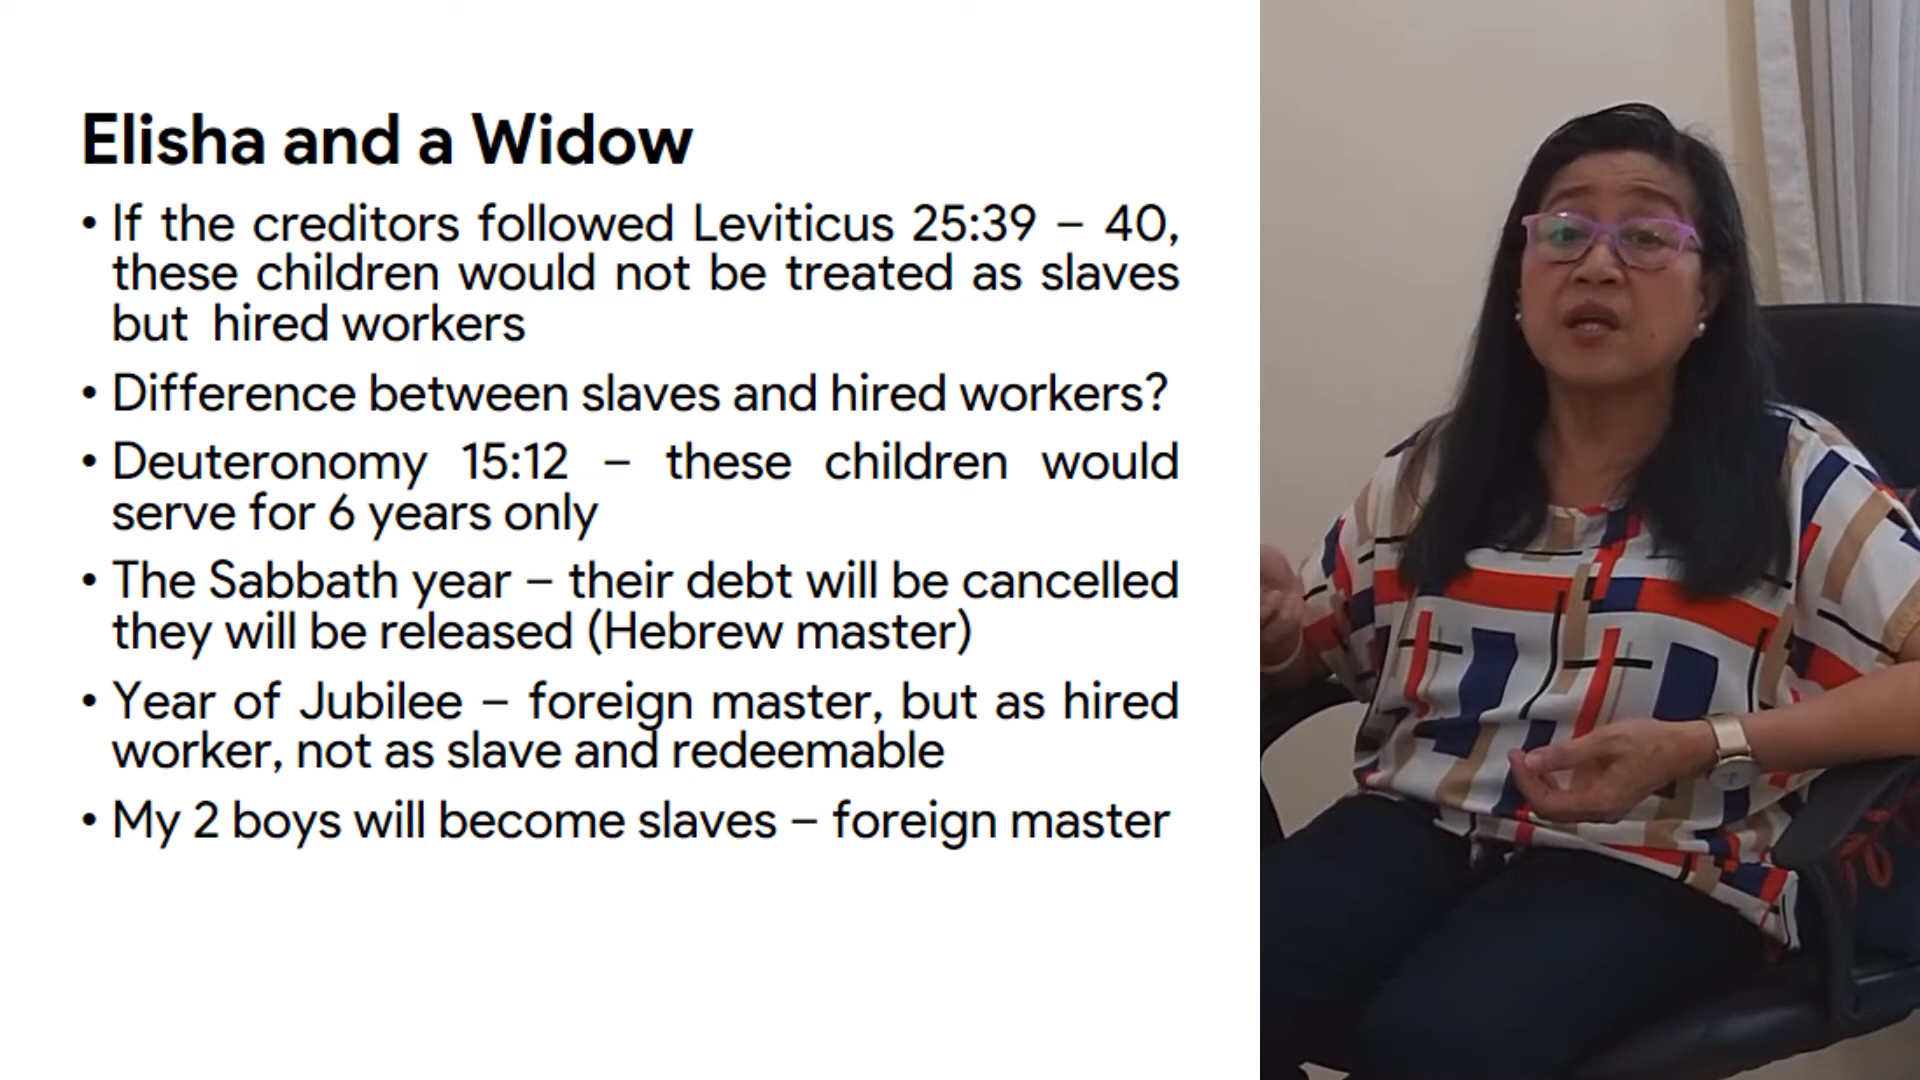 Elisha and a Widow
• If the creditors followed Leviticus 25:39 – 40,
these children would not be treated as slaves
but hired workers
• Difference between slaves and hired workers?
• Deuteronomy 15:12 – these children would
serve for 6 years only
• The Sabbath year – their debt will be cancelled
they will be released (Hebrew master)
• Year of Jubilee – foreign master, but as hired
worker, not as slave and redeemable
• My 2 boys will become slaves – foreign master